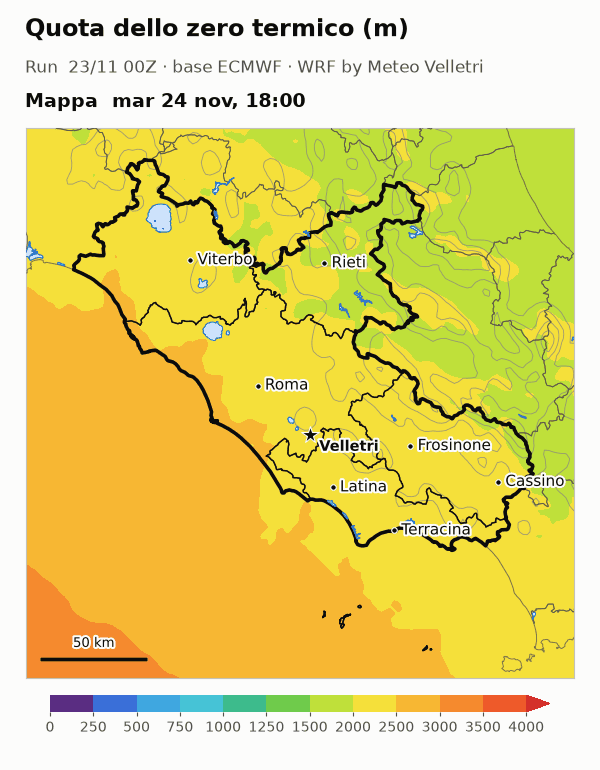 Quota dello zero termico (m)
Run 23/11 00Z · base ECMWF · WRF by Meteo Velletri
Mappa mar 24 nov, 18:00
Viterbo
Rieti
Roma
Velletri
Frosinone
Latina
Cassino
Terracina
50 km
0 250 500 750 1000 1250 1500 2000 2500 3000 3500 4000